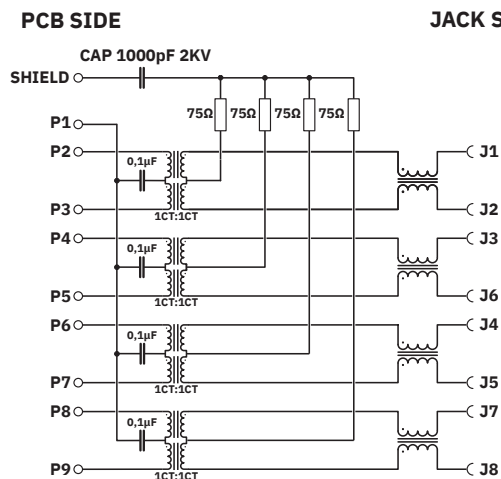 PCB SIDE
JACK S
CAP 1000pF 2KV
SHIELD
75Ω 75Ω 75Ω 75Ω
P1
P2
J1
0,1μF
P3
J2
1CT:1CT
P4
J3
0,1μF
P5
J6
1CT:1CT
P6
J4
0,1μF
P7
J5
1CT:1CT
P8
J7
0,1μF
P9
J8
1CT:1CT